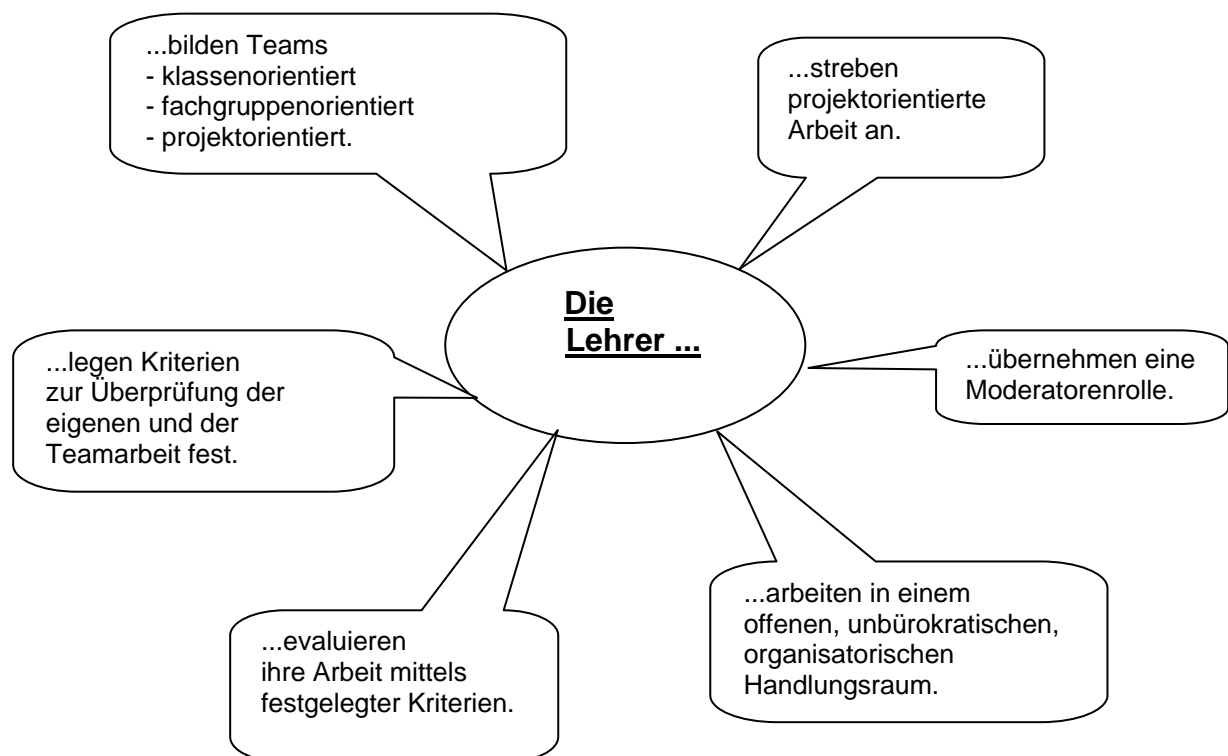 ...bilden Teams
- klassenorientiert
- fachgruppenorientiert
- projektorientiert.
...streben
projektorientierte
Arbeit an.
Die
Lehrer ...
...legen Kriterien
zur Überprüfung der
eigenen und der
Teamarbeit fest.
...übernehmen eine
Moderatorenrolle.
...evaluieren
ihre Arbeit mittels
festgelegter Kriterien.
...arbeiten in einem
offenen, unbürokratischen,
organisatorischen
Handlungsraum.